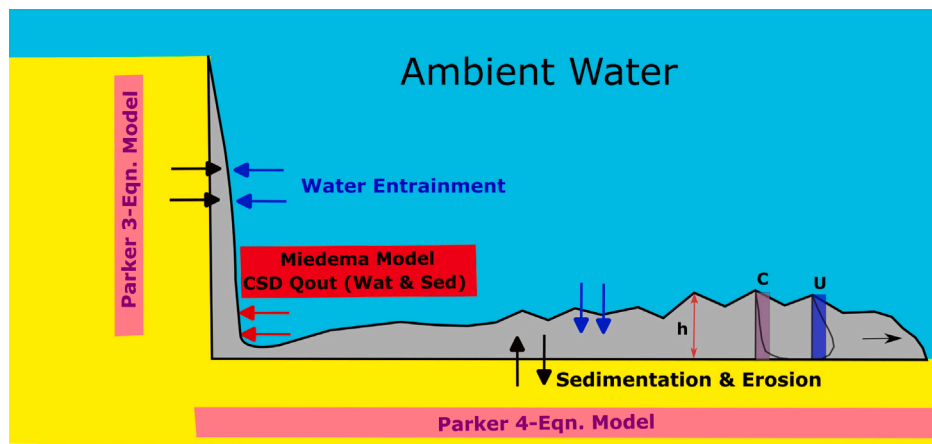 Ambient Water
Parker 3-Eqn. Model
Water Entrainment
Miedema Model
CSD Qout (Wat & Sed)
C
U
h
Sedimentation & Erosion
Parker 4-Eqn. Model